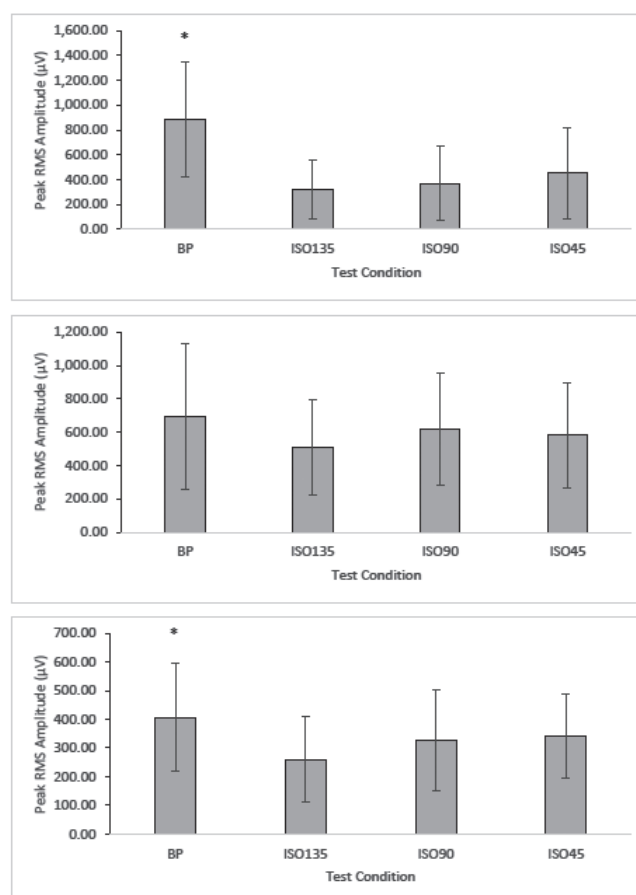 Peak RMS Amplitude (µV)
1,600.00
1,400.00
1,200.00
1,000.00
800.00
600.00
400.00
200.00
0.00
*
BP ISO135 ISO90 ISO45
Test Condition
Peak RMS Amplitude (µV)
1,200.00
1,000.00
800.00
600.00
400.00
200.00
0.00
BP ISO135 ISO90 ISO45
Test Condition
Peak RMS Amplitude (µV)
700.00
600.00
500.00
400.00
300.00
200.00
100.00
0.00
*
BP ISO135 ISO90 ISO45
Test Condition